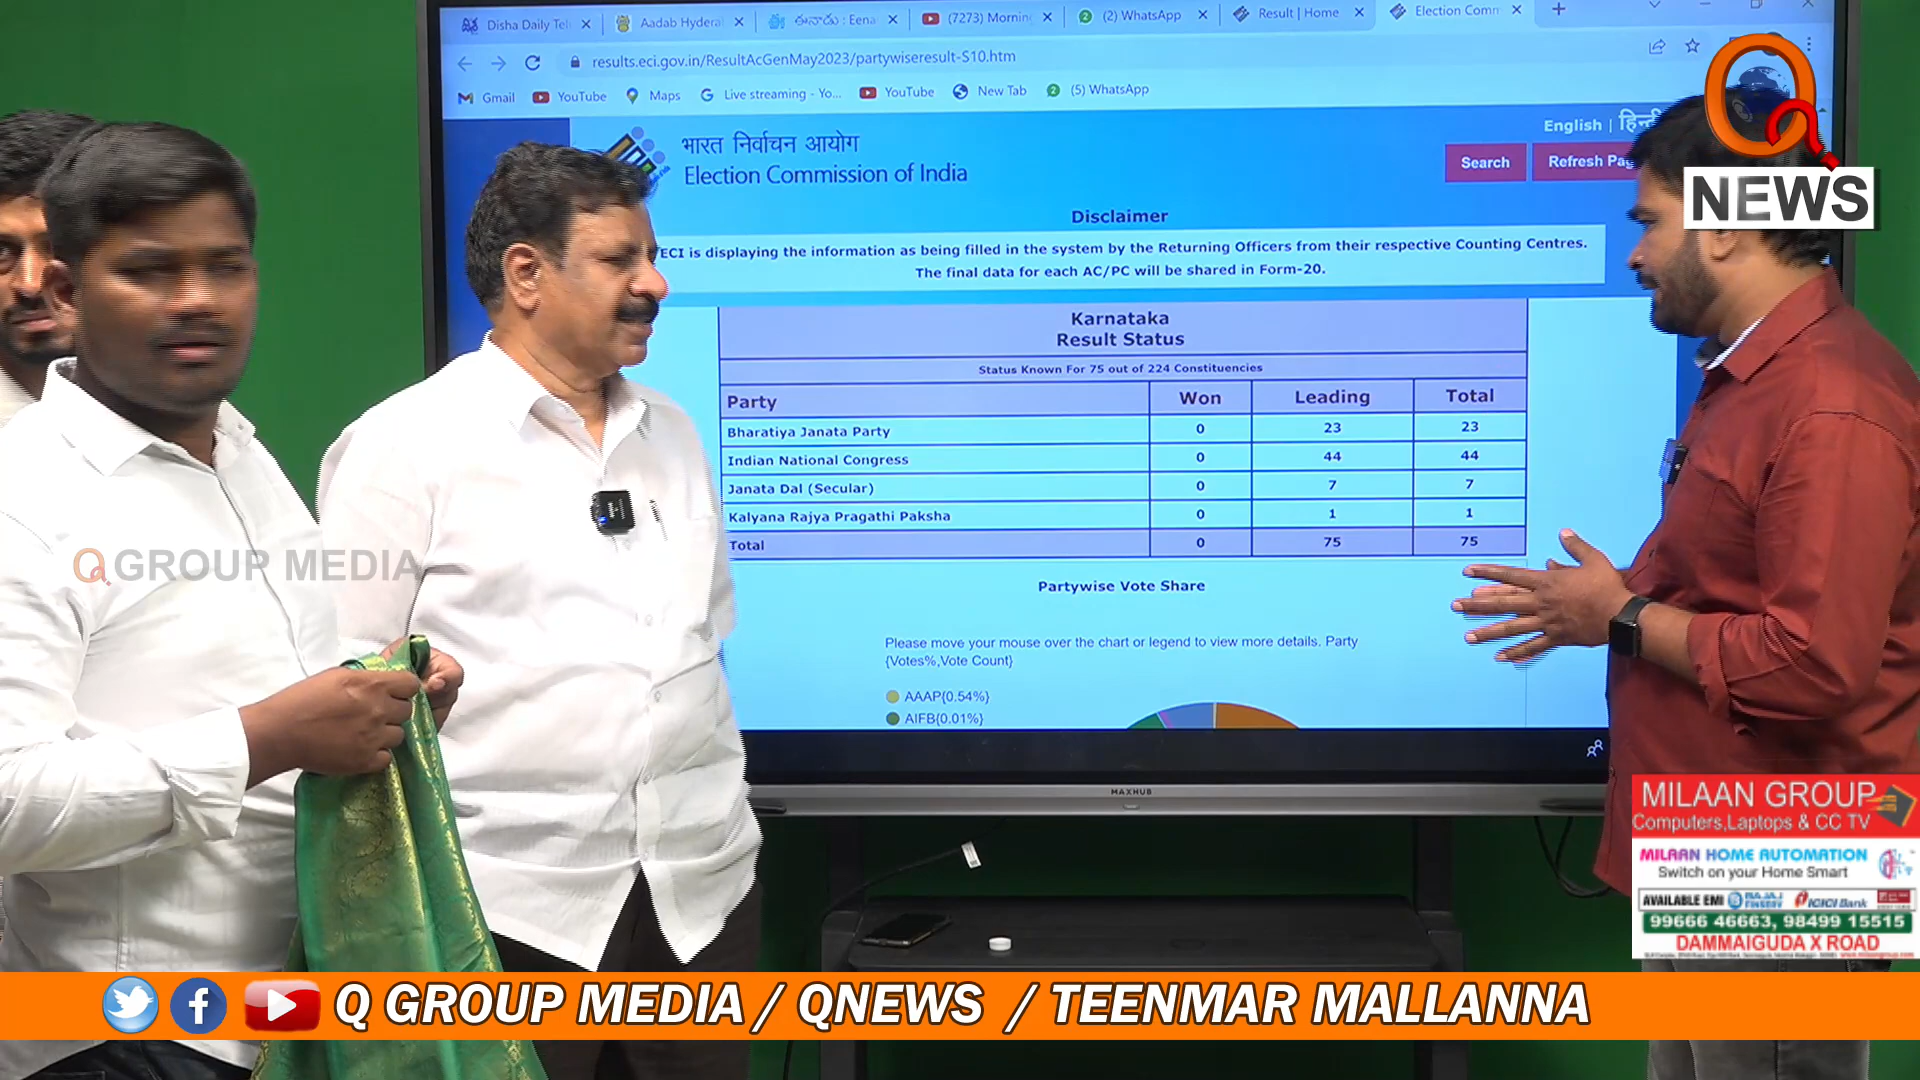 Disha Daily Tel
Aadab Hydera
ఈనాడు : Eena
(7273) Mornin
(2) WhatsApp
Result | Home
Election Comm
results.eci.gov.in/ResultAcGenMay2023/partywiseresult-S10.htm
Gmail
YouTube
Maps
Live streaming - Yo...
YouTube
New Tab
(5) WhatsApp
English | हिन्दी
भारत निर्वाचन आयोग
Election Commission of India
Search
Refresh Pag
Q NEWS
Disclaimer
ECI is displaying the information as being filled in the system by the Returning Officers from their respective Counting Centres.
The final data for each AC/PC will be shared in Form-20.
Karnataka
Result Status
Status Known For 75 out of 224 Constituencies
Party Won Leading Total
Bharatiya Janata Party 0 23 23
Indian National Congress 0 44 44
Janata Dal (Secular) 0 7 7
Kalyana Rajya Pragathi Paksha 0 1 1
Total 0 75 75
Partywise Vote Share
Please move your mouse over the chart or legend to view more details. Party
{Votes%,Vote Count}
AAAP{0.54%}
AIFB{0.01%}
MAXHUB
Q GROUP MEDIA
MILAAN GROUP
Computers,Laptops & CC TV
MILAAN HOME AUTOMATION
Switch on your Home Smart
AVAILABLE EMI BAJAJ FINSERV ICICI Bank
99666 46663, 98499 15515
DAMMAIGUDA X ROAD
Q GROUP MEDIA / QNEWS / TEENMAR MALLANNA